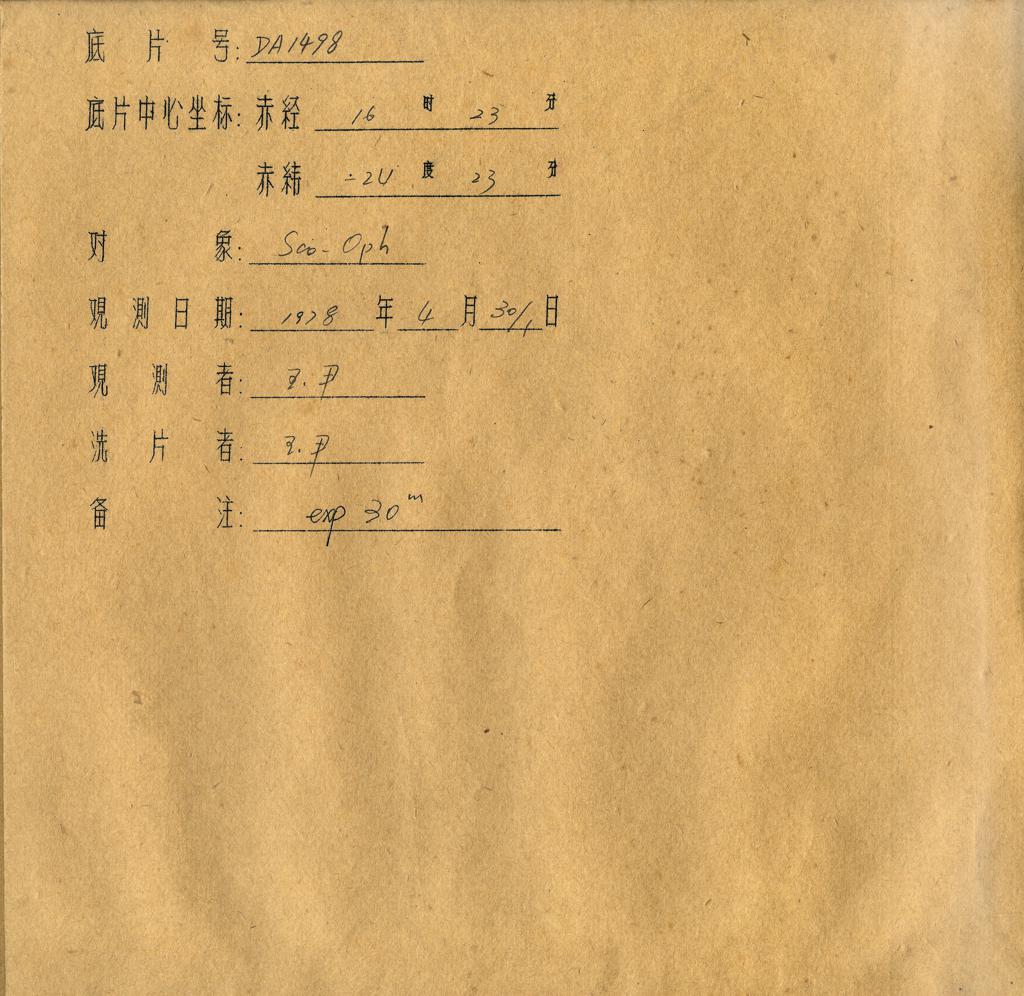 底片号: DA1498
底片中心坐标: 赤经 16 时 23 分
赤纬 -24 度 23 分
对象: Sco-Oph
观测日期: 1978 年 4 月 30/1 日
观测者: 王.尹
洗片者: 王.尹
备注: exp 30m